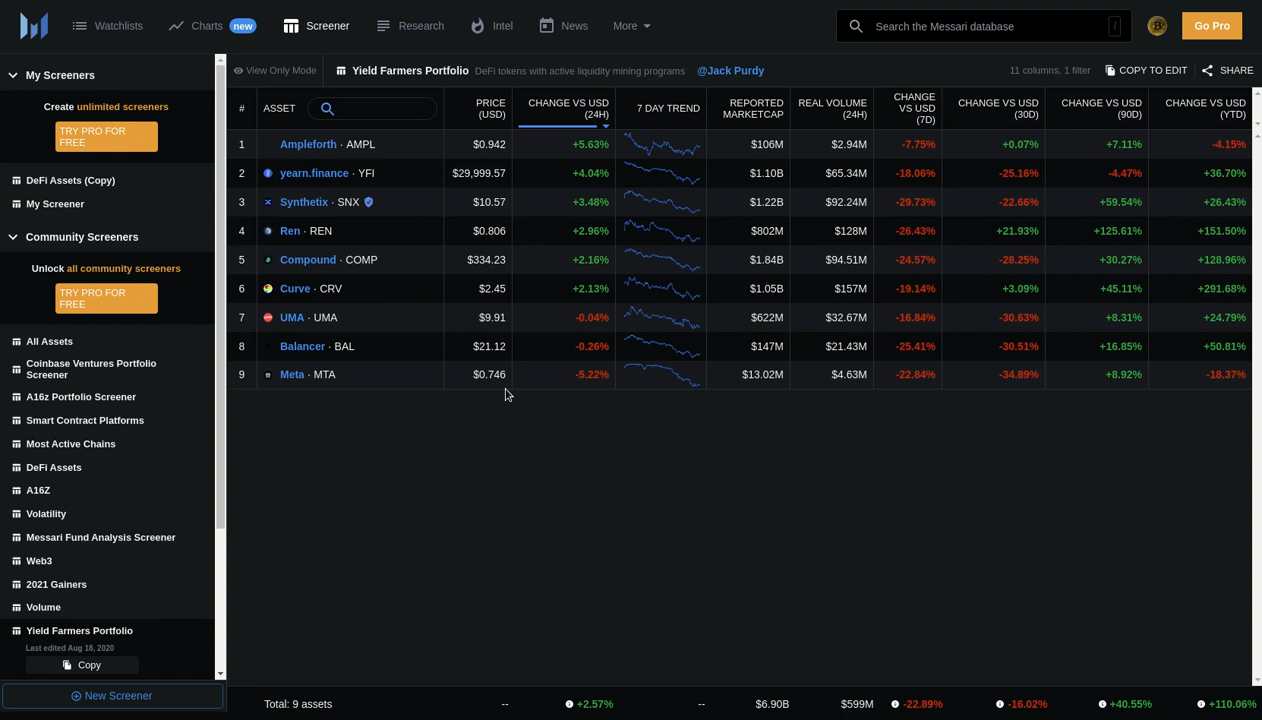 Watchlists
Charts new
Screener
Research
Intel
News
More
Search the Messari database /
Go Pro
My Screeners
Create unlimited screeners
TRY PRO FOR
FREE
DeFi Assets (Copy)
My Screener
Community Screeners
Unlock all community screeners
TRY PRO FOR
FREE
All Assets
Coinbase Ventures Portfolio
Screener
A16z Portfolio Screener
Smart Contract Platforms
Most Active Chains
DeFi Assets
A16Z
Volatility
Messari Fund Analysis Screener
Web3
2021 Gainers
Volume
Yield Farmers Portfolio
Last edited Aug 18, 2020
Copy
New Screener
View Only Mode
Yield Farmers Portfolio DeFi tokens with active liquidity mining programs @Jack Purdy
11 columns, 1 filter
COPY TO EDIT
SHARE
# ASSET
PRICE
(USD)
CHANGE VS USD
(24H)
7 DAY TREND
REPORTED
MARKETCAP
REAL VOLUME
(24H)
CHANGE
VS USD
(7D)
CHANGE VS USD
(30D)
CHANGE VS USD
(90D)
CHANGE VS USD
(YTD)
1 Ampleforth · AMPL $0.942 +5.63% $106M $2.94M -7.75% +0.07% +7.11% -4.15%
2 yearn.finance · YFI $29,999.57 +4.04% $1.10B $65.34M -18.06% -25.16% -4.47% +36.70%
3 Synthetix · SNX $10.57 +3.48% $1.22B $92.24M -29.73% -22.66% +59.54% +26.43%
4 Ren · REN $0.806 +2.96% $802M $128M -26.43% +21.93% +125.61% +151.50%
5 Compound · COMP $334.23 +2.16% $1.84B $94.51M -24.57% -28.25% +30.27% +128.96%
6 Curve · CRV $2.45 +2.13% $1.05B $157M -19.14% +3.09% +45.11% +291.68%
7 UMA · UMA $9.91 -0.04% $622M $32.67M -16.84% -30.63% +8.31% +24.79%
8 Balancer · BAL $21.12 -0.26% $147M $21.43M -25.41% -30.51% +16.85% +50.81%
9 Meta · MTA $0.746 -5.22% $13.02M $4.63M -22.84% -34.89% +8.92% -18.37%
Total: 9 assets -- +2.57% -- $6.90B $599M -22.89% -16.02% +40.55% +110.06%